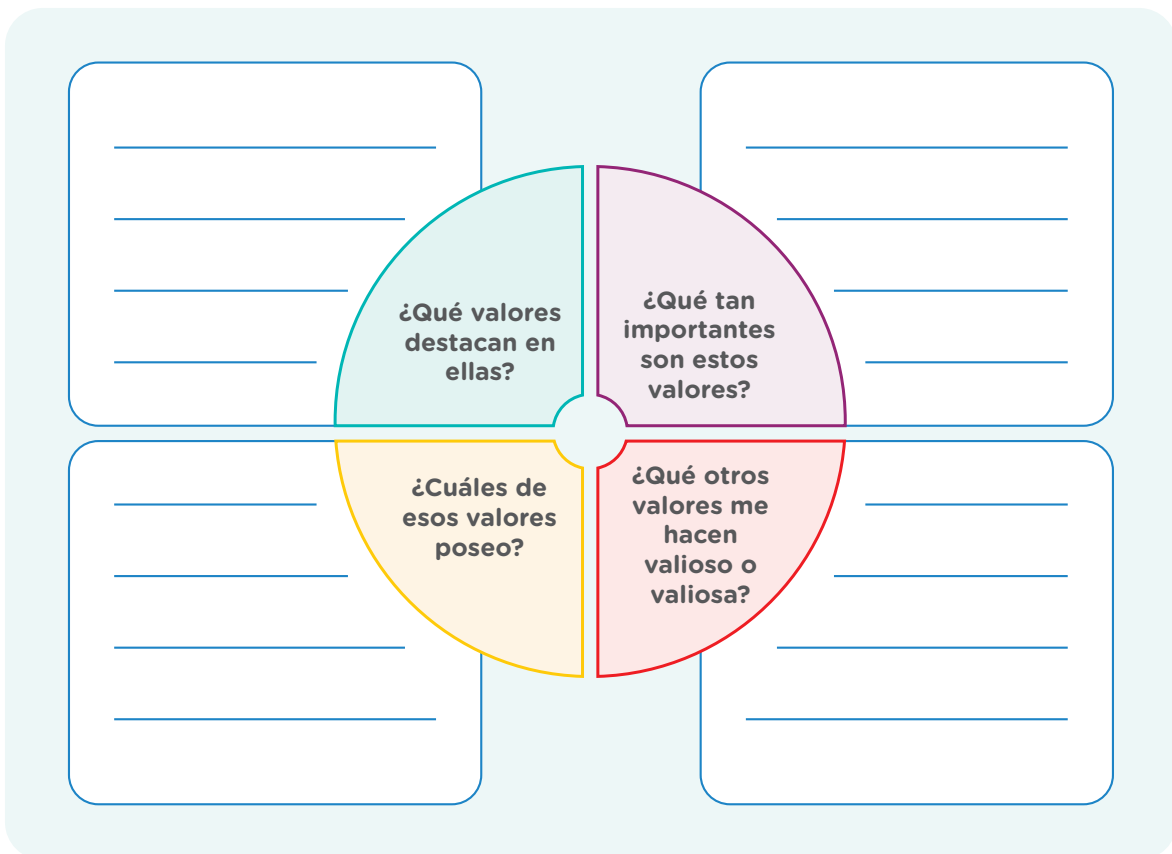 ¿Qué valores
destacan en
ellas?
¿Qué tan
importantes
son estos
valores?
¿Cuáles de
esos valores
poseo?
¿Qué otros
valores me
hacen
valioso o
valiosa?